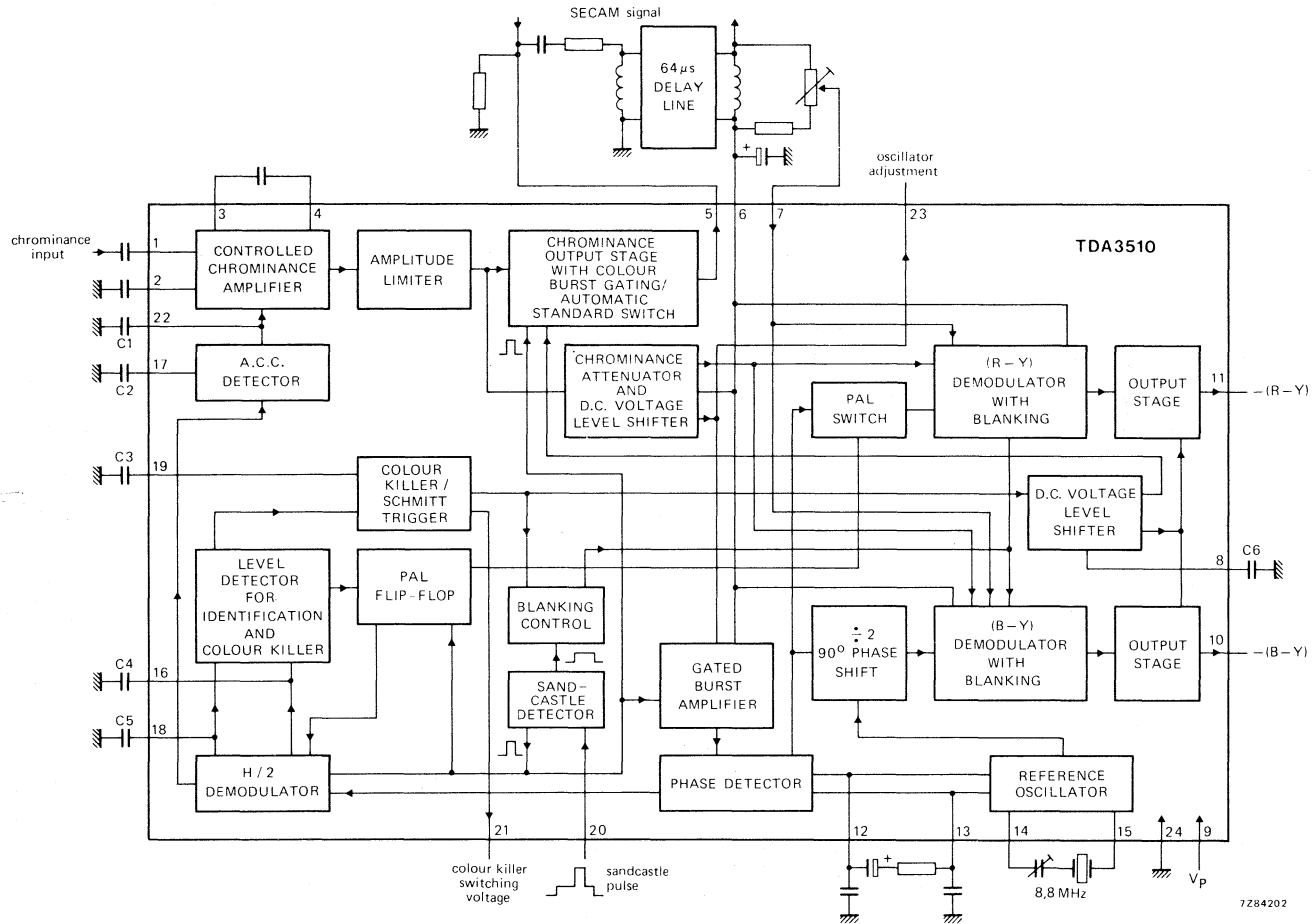 SECAM signal
64µs
DELAY
LINE
+
oscillator
adjustment
3
4
5
6
7
23
TDA3510
chrominance
input
1
2
22
C1
17
C2
CONTROLLED
CHROMINANCE
AMPLIFIER
AMPLITUDE
LIMITER
CHROMINANCE
OUTPUT STAGE
WITH COLOUR
BURST GATING/
AUTOMATIC
STANDARD SWITCH
A.C.C.
DETECTOR
CHROMINANCE
ATTENUATOR
AND
D.C. VOLTAGE
LEVEL SHIFTER
PAL
SWITCH
(R-Y)
DEMODULATOR
WITH
BLANKING
OUTPUT
STAGE
11
-(R-Y)
C3
19
COLOUR
KILLER/
SCHMITT
TRIGGER
D.C. VOLTAGE
LEVEL
SHIFTER
8
C6
LEVEL
DETECTOR
FOR
IDENTIFICATION
AND
COLOUR KILLER
PAL
FLIP-FLOP
BLANKING
CONTROL
÷ 2
90° PHASE
SHIFT
(B-Y)
DEMODULATOR
WITH
BLANKING
OUTPUT
STAGE
10
-(B-Y)
C4
16
C5
18
SAND-
CASTLE
DETECTOR
GATED
BURST
AMPLIFIER
H/2
DEMODULATOR
PHASE DETECTOR
REFERENCE
OSCILLATOR
21
20
12
13
14
15
24
9
colour killer
switching
voltage
sandcastle
pulse
+
8,8 MHz
VP
7Z84202